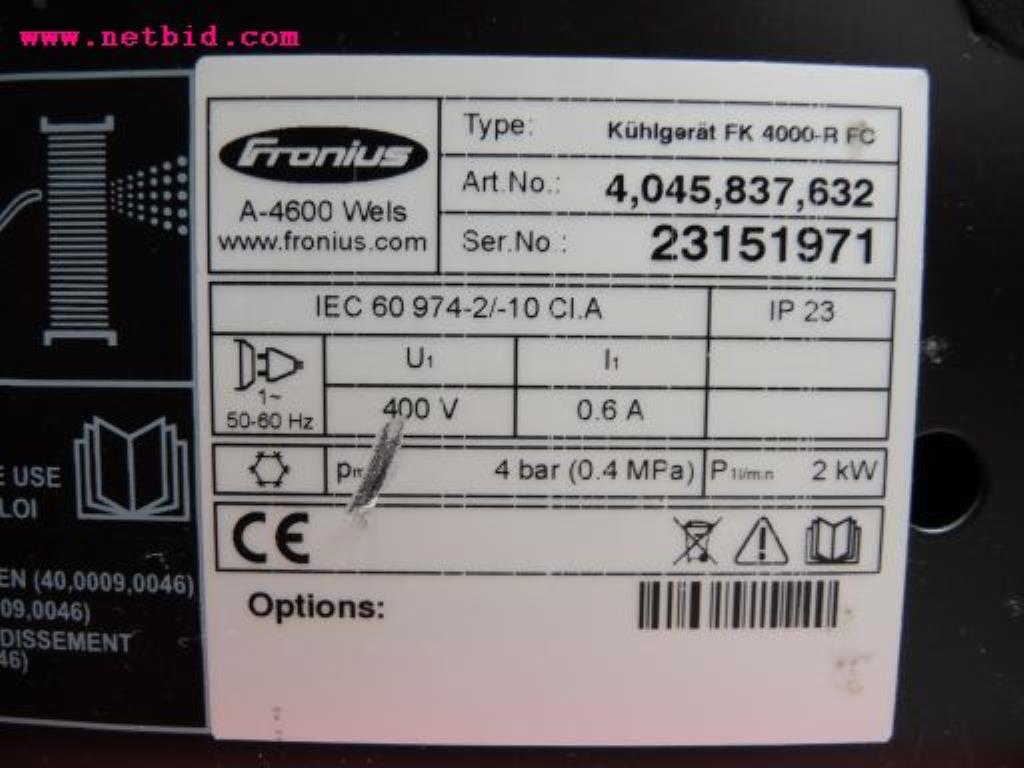 www.netbid.com
Fronius
A-4600 Wels
www.fronius.com
Type: Kühlgerät FK 4000-R FC
Art.No.: 4,045,837,632
Ser.No.: 23151971
IEC 60 974-2/-10 Cl.A IP 23
1~
50-60 Hz
U1 I1
400 V 0.6 A
4 bar (0.4 MPa) P1l/min 2 kW
CE
Options:
USE
LOI
EN (40,0009,0046)
09,0046)
DISSEMENT
46)